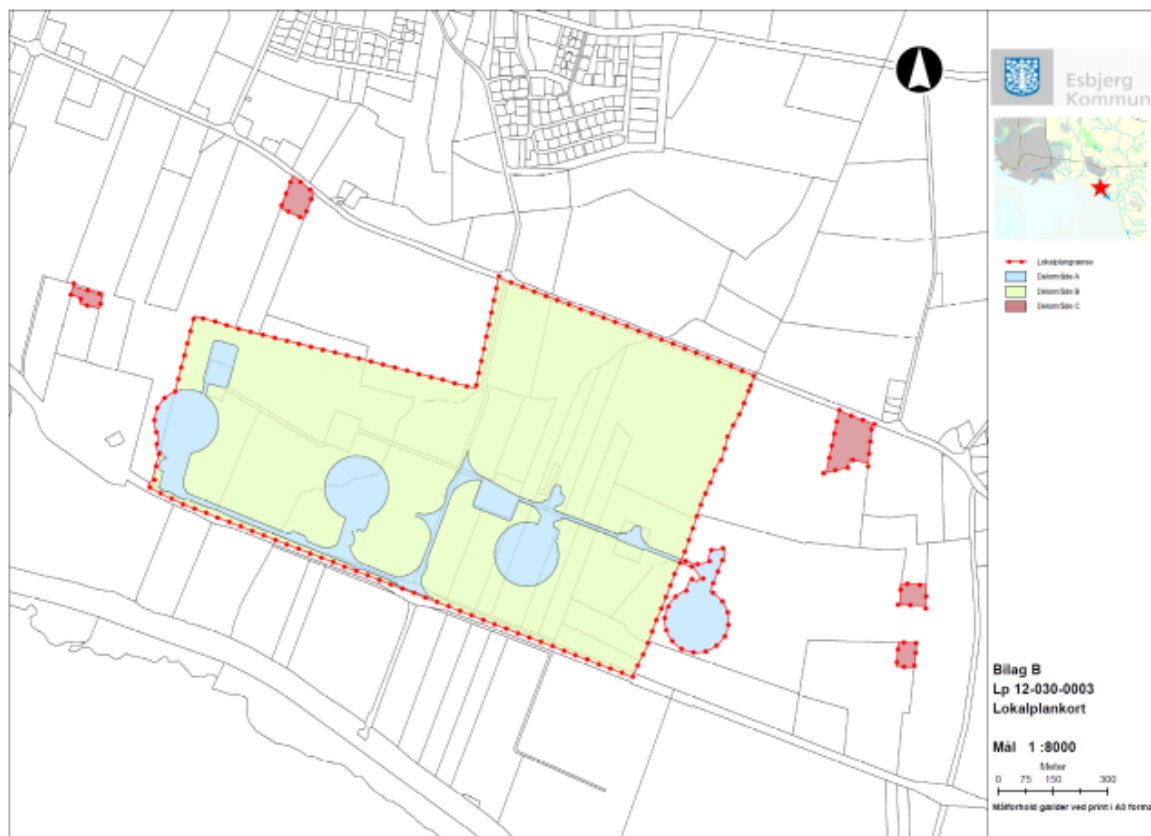 Esbjerg
Kommun
Lokalplangrænse
Delområde A
Delområde B
Delområde C
Bilag B
Lp 12-030-0003
Lokalplankort
Mål 1 :8000
Meter
0 75 150 300
Målforhold gælder ved print i A3 forma